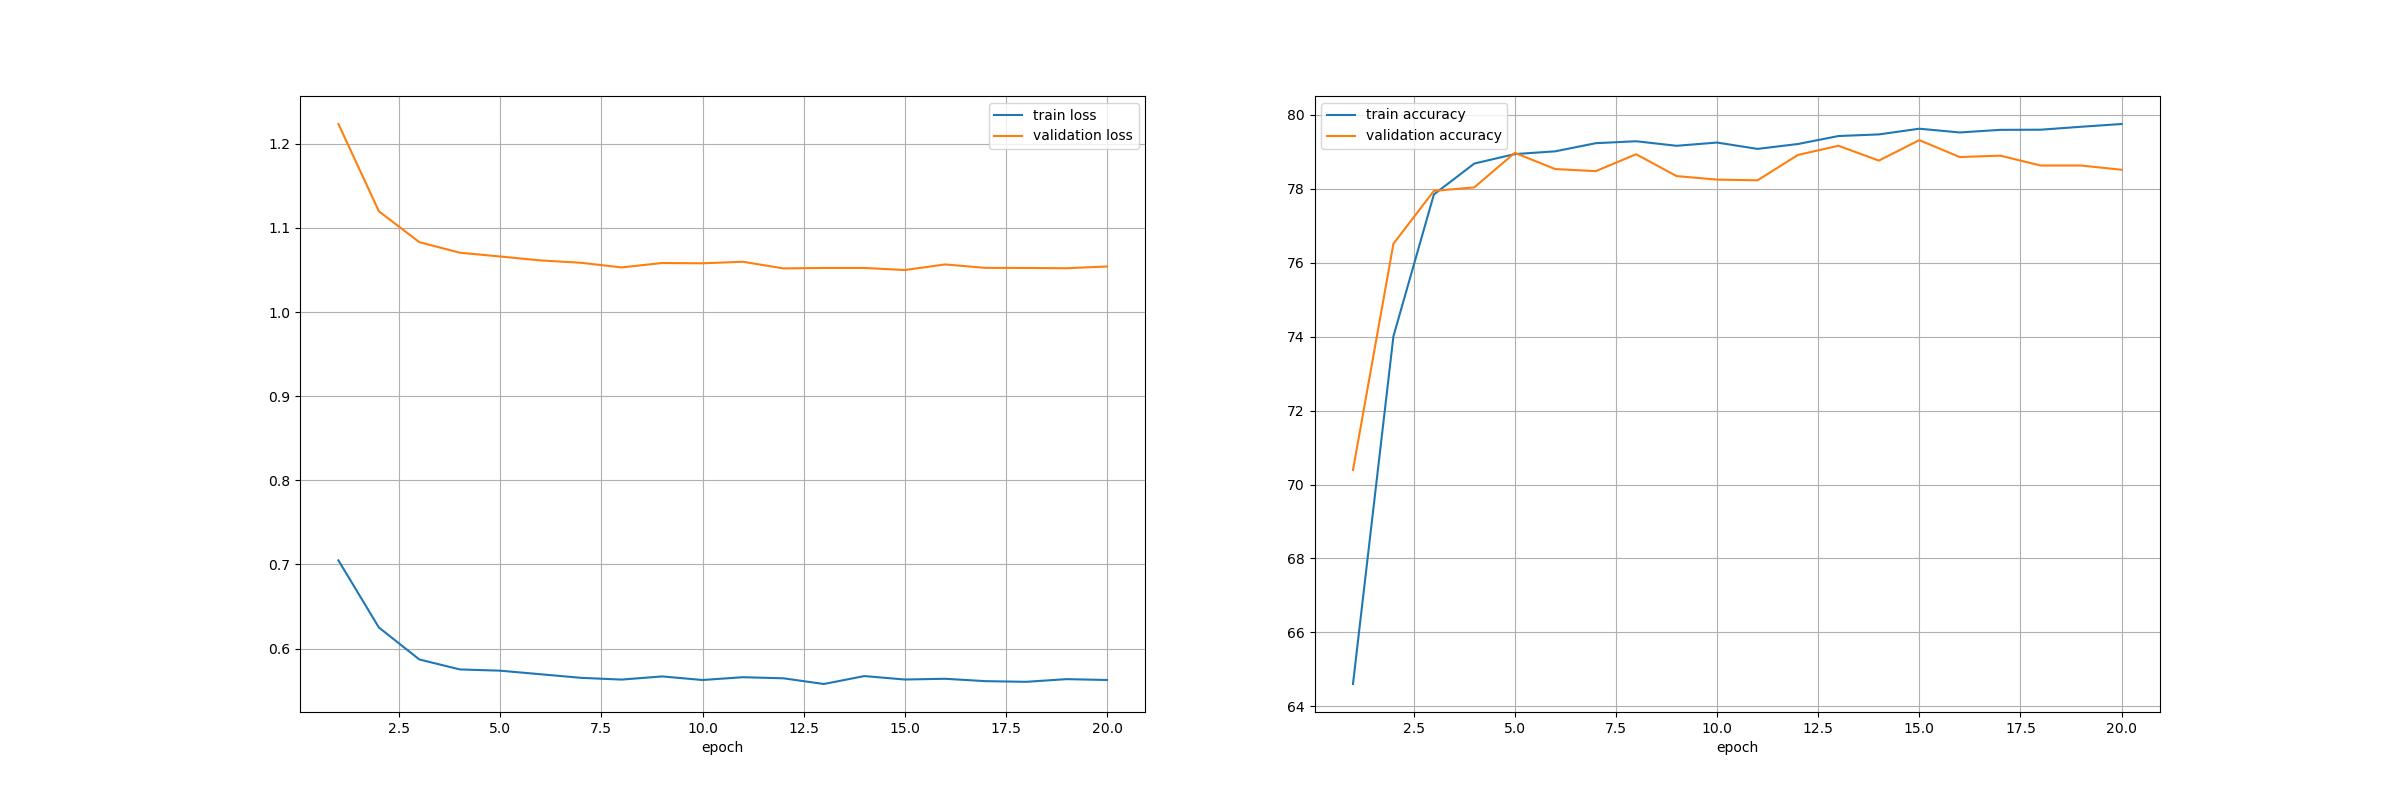 train loss
validation loss
1.2
1.1
1.0
0.9
0.8
0.7
0.6
2.5 5.0 7.5 10.0 12.5 15.0 17.5 20.0
epoch
train accuracy
validation accuracy
80
78
76
74
72
70
68
66
64
2.5 5.0 7.5 10.0 12.5 15.0 17.5 20.0
epoch